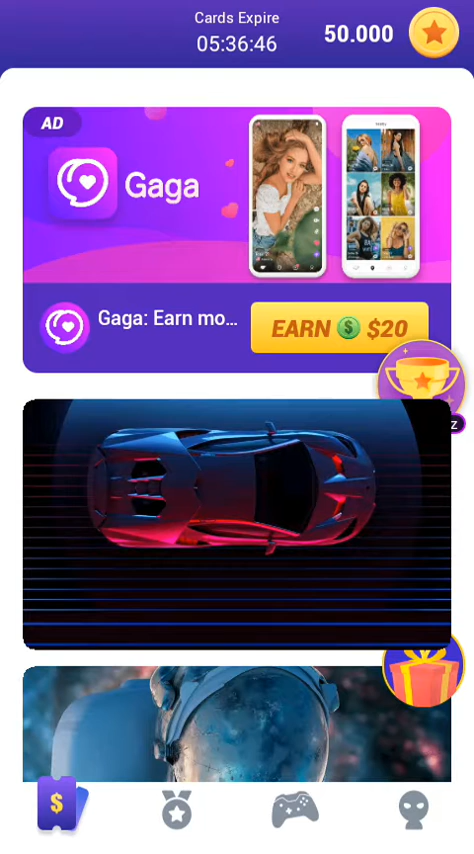 Cards Expire
05:36:46
50.000
AD
Gaga
Gaga: Earn mo...
EARN $ $20
z
$